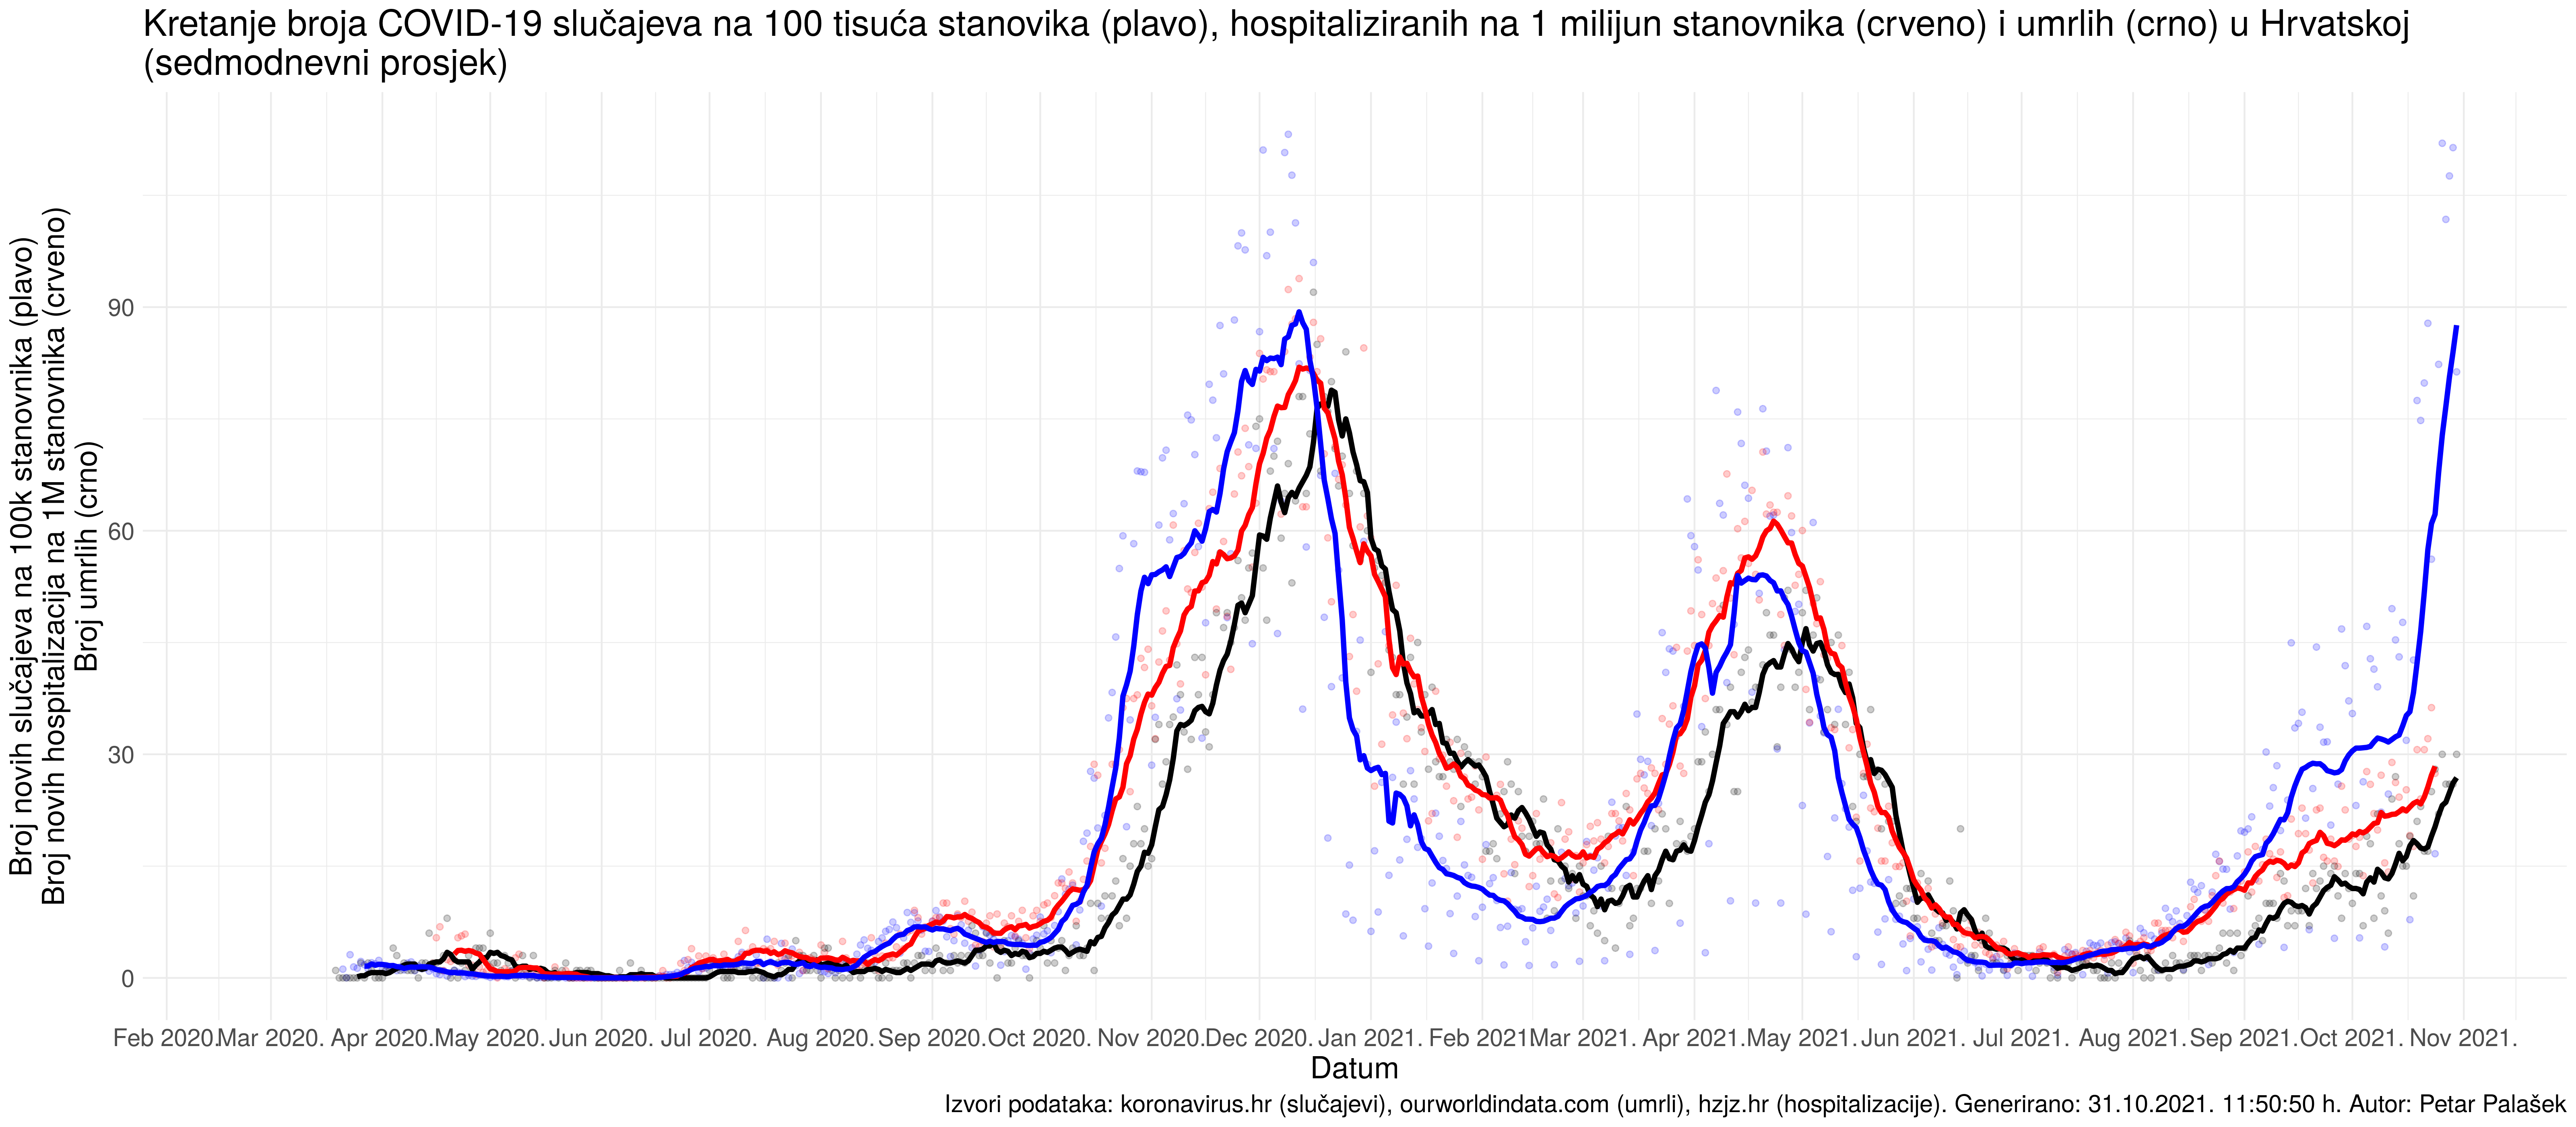 Kretanje broja COVID-19 slučajeva na 100 tisuća stanovika (plavo), hospitaliziranih na 1 milijun stanovnika (crveno) i umrlih (crno) u Hrvatskoj
(sedmodnevni prosjek)
Broj novih slučajeva na 100k stanovnika (plavo)
Broj novih hospitalizacija na 1M stanovnika (crveno)
Broj umrlih (crno)
90
60
30
0
Feb 2020. Mar 2020. Apr 2020. May 2020. Jun 2020. Jul 2020. Aug 2020. Sep 2020. Oct 2020. Nov 2020. Dec 2020. Jan 2021. Feb 2021. Mar 2021. Apr 2021. May 2021. Jun 2021. Jul 2021. Aug 2021. Sep 2021. Oct 2021. Nov 2021.
Datum
Izvori podataka: koronavirus.hr (slučajevi), ourworldindata.com (umrli), hzjz.hr (hospitalizacije). Generirano: 31.10.2021. 11:50:50 h. Autor: Petar Palašek